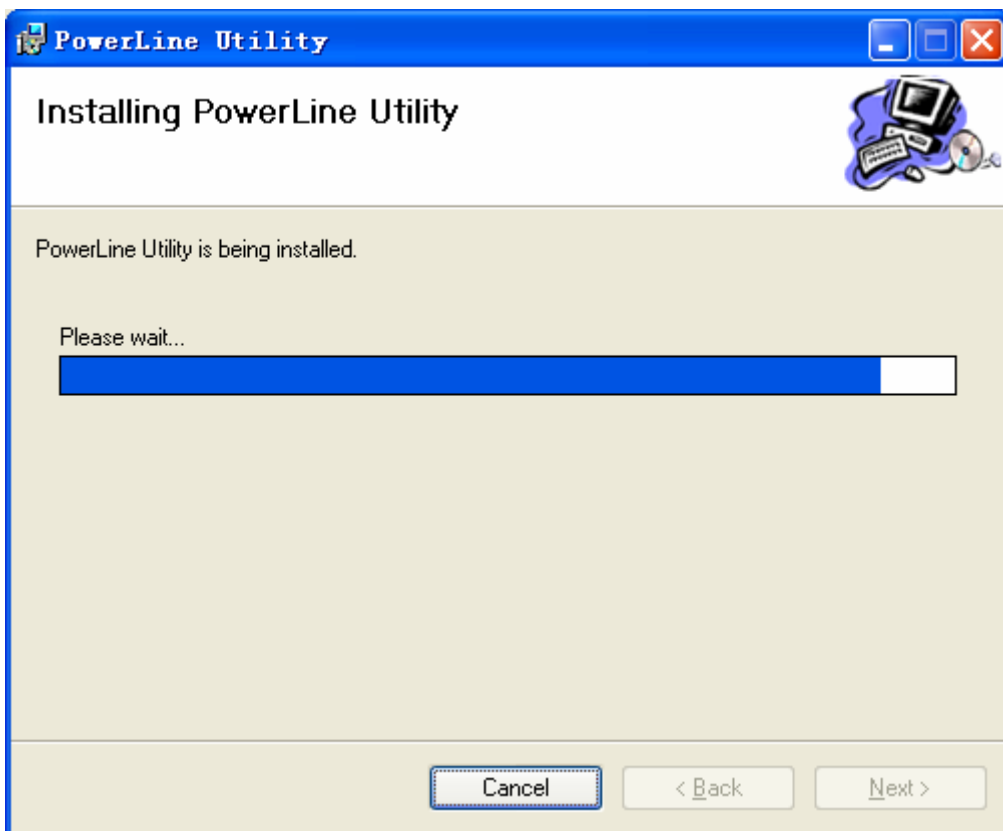 PowerLine Utility
Installing PowerLine Utility
PowerLine Utility is being installed.
Please wait...
Cancel
< Back
Next >